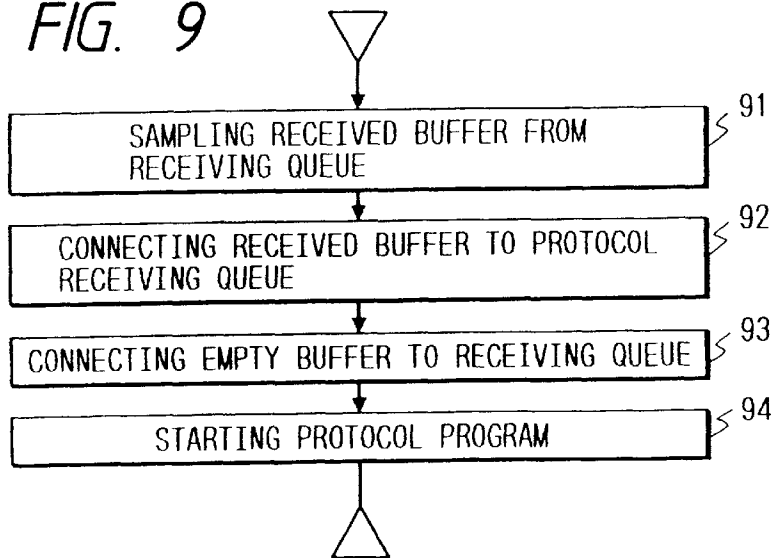 FIG. 9
91
SAMPLING RECEIVED BUFFER FROM
RECEIVING QUEUE
92
CONNECTING RECEIVED BUFFER TO PROTOCOL
RECEIVING QUEUE
93
CONNECTING EMPTY BUFFER TO RECEIVING QUEUE
94
STARTING PROTOCOL PROGRAM